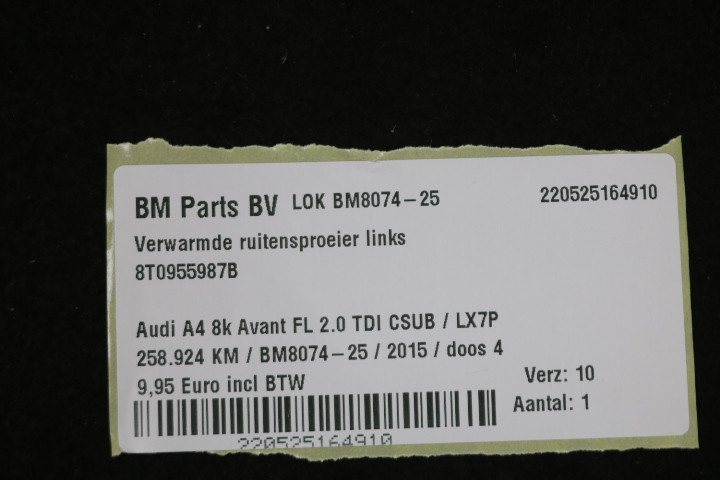 BM Parts BV LOK BM8074-25 220525164910
Verwarmde ruitensproeier links
8T0955987B
Audi A4 8k Avant FL 2.0 TDI CSUB / LX7P
258.924 KM / BM8074-25 / 2015 / doos 4
9,95 Euro incl BTW Verz: 10
Aantal: 1
220525164910